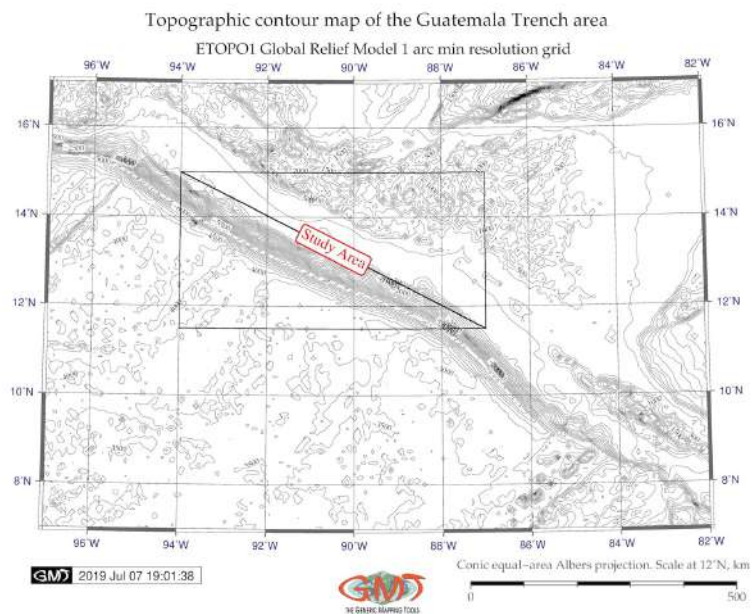 Topographic contour map of the Guatemala Trench area
ETOPO1 Global Relief Model 1 arc min resolution grid
96°W 94°W 92°W 90°W 88°W 86°W 84°W
16°N 16°N
14°N 14°N
Study Area
12°N 12°N
10°N 10°N
8°N 8°N
96°W 94°W 92°W 90°W 88°W 86°W 84°W 82°W
GMT 2019 Jul 07 19:01:38
Conic equal-area Albers projection. Scale at 12°N, km
GMT
THE GENERIC MAPPING TOOLS
0 500